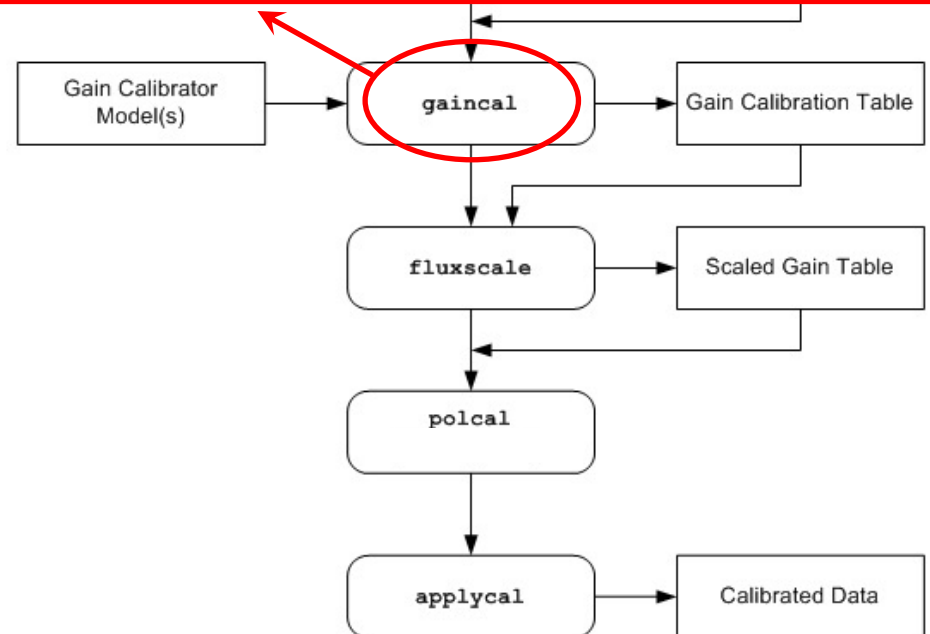 Gain Calibrator
Model(s)
gaincal
Gain Calibration Table
fluxscale
Scaled Gain Table
polcal
applycal
Calibrated Data